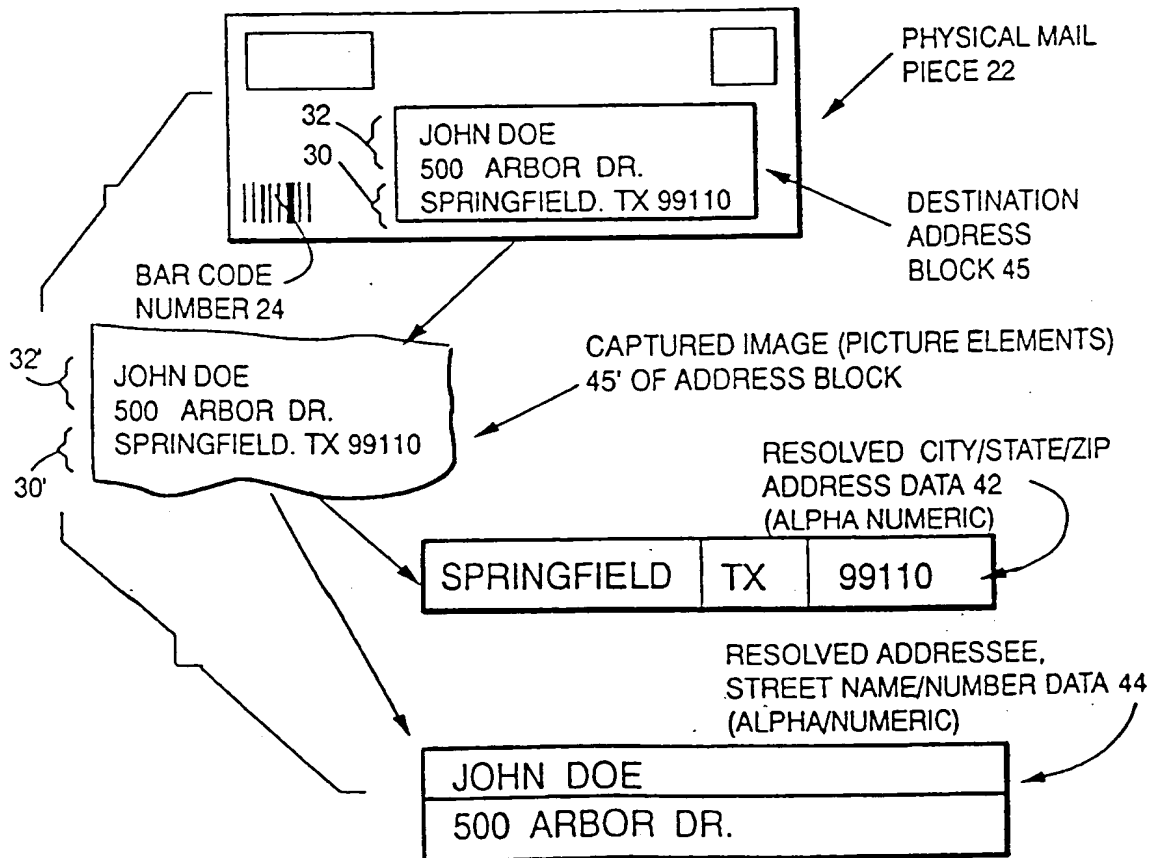 PHYSICAL MAIL
PIECE 22
32
30
JOHN DOE
500 ARBOR DR.
SPRINGFIELD. TX 99110
DESTINATION
ADDRESS
BLOCK 45
BAR CODE
NUMBER 24
32'
30'
JOHN DOE
500 ARBOR DR.
SPRINGFIELD. TX 99110
CAPTURED IMAGE (PICTURE ELEMENTS)
45' OF ADDRESS BLOCK
RESOLVED CITY/STATE/ZIP
ADDRESS DATA 42
(ALPHA NUMERIC)
SPRINGFIELD TX 99110
RESOLVED ADDRESSEE,
STREET NAME/NUMBER DATA 44
(ALPHA/NUMERIC)
JOHN DOE
500 ARBOR DR.